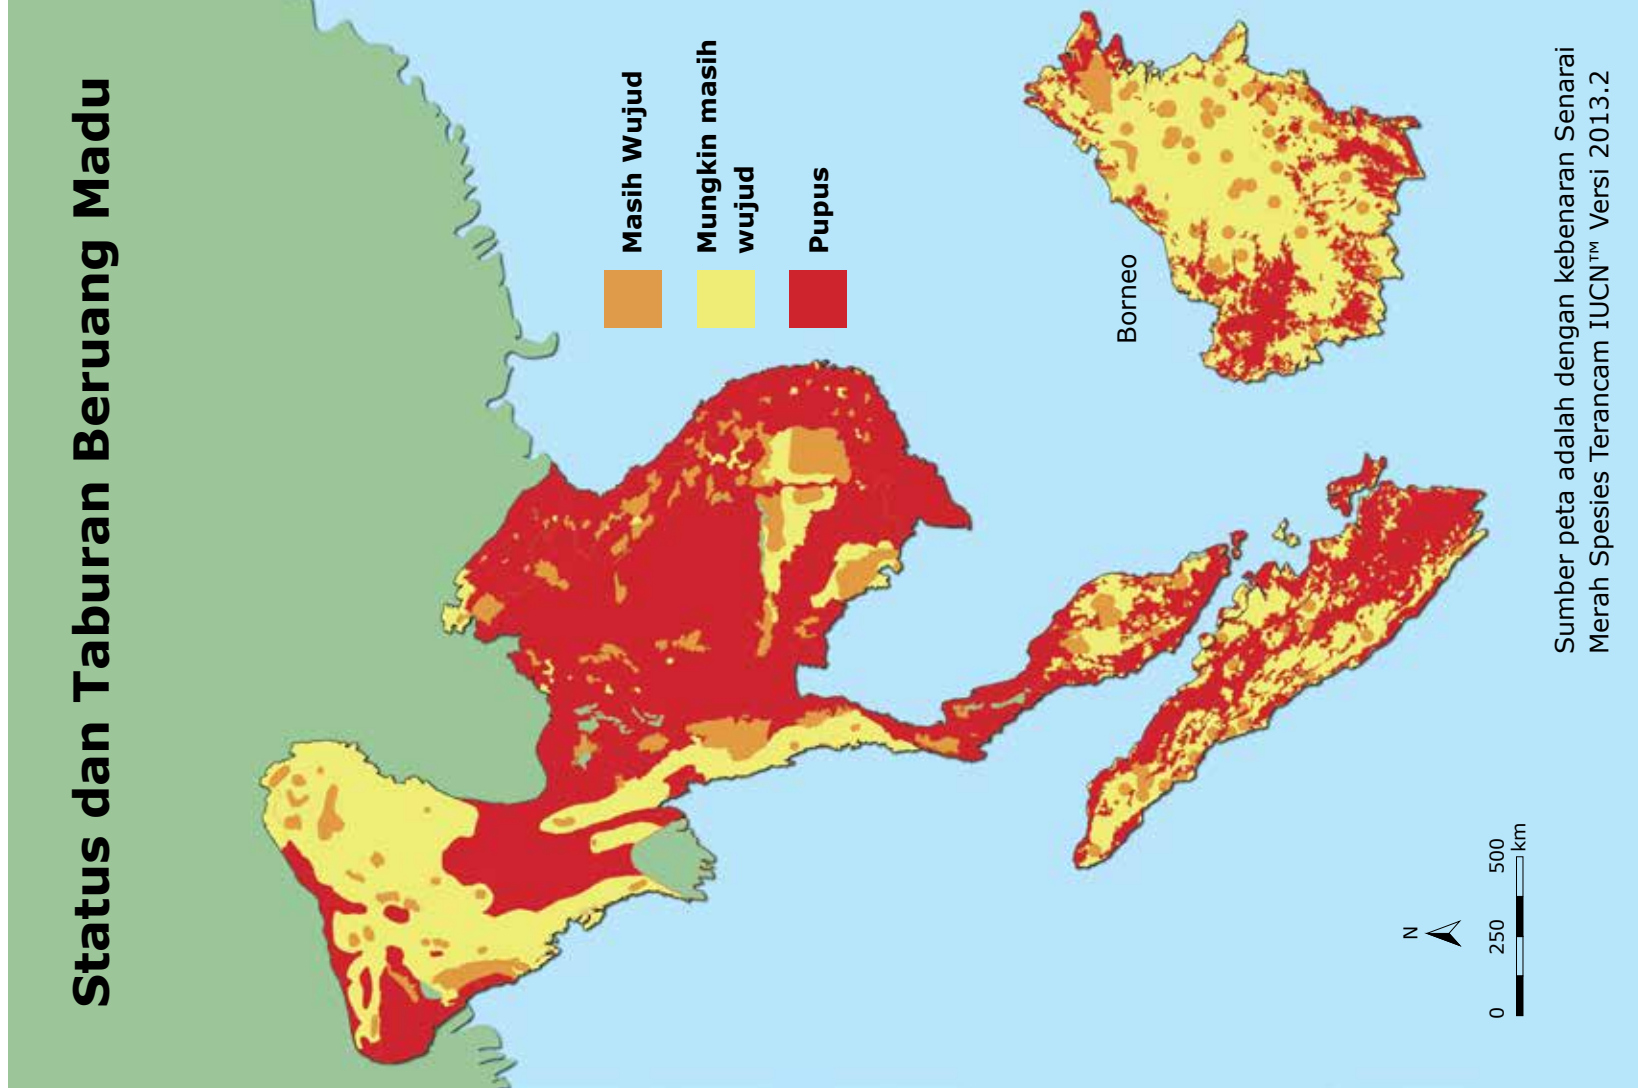 Status dan Taburan Beruang Madu
Masih Wujud
Mungkin masih
wujud
Pupus
Borneo
N
0 250 500
km
Sumber peta adalah dengan kebenaran Senarai
Merah Spesies Terancam IUCN™ Versi 2013.2